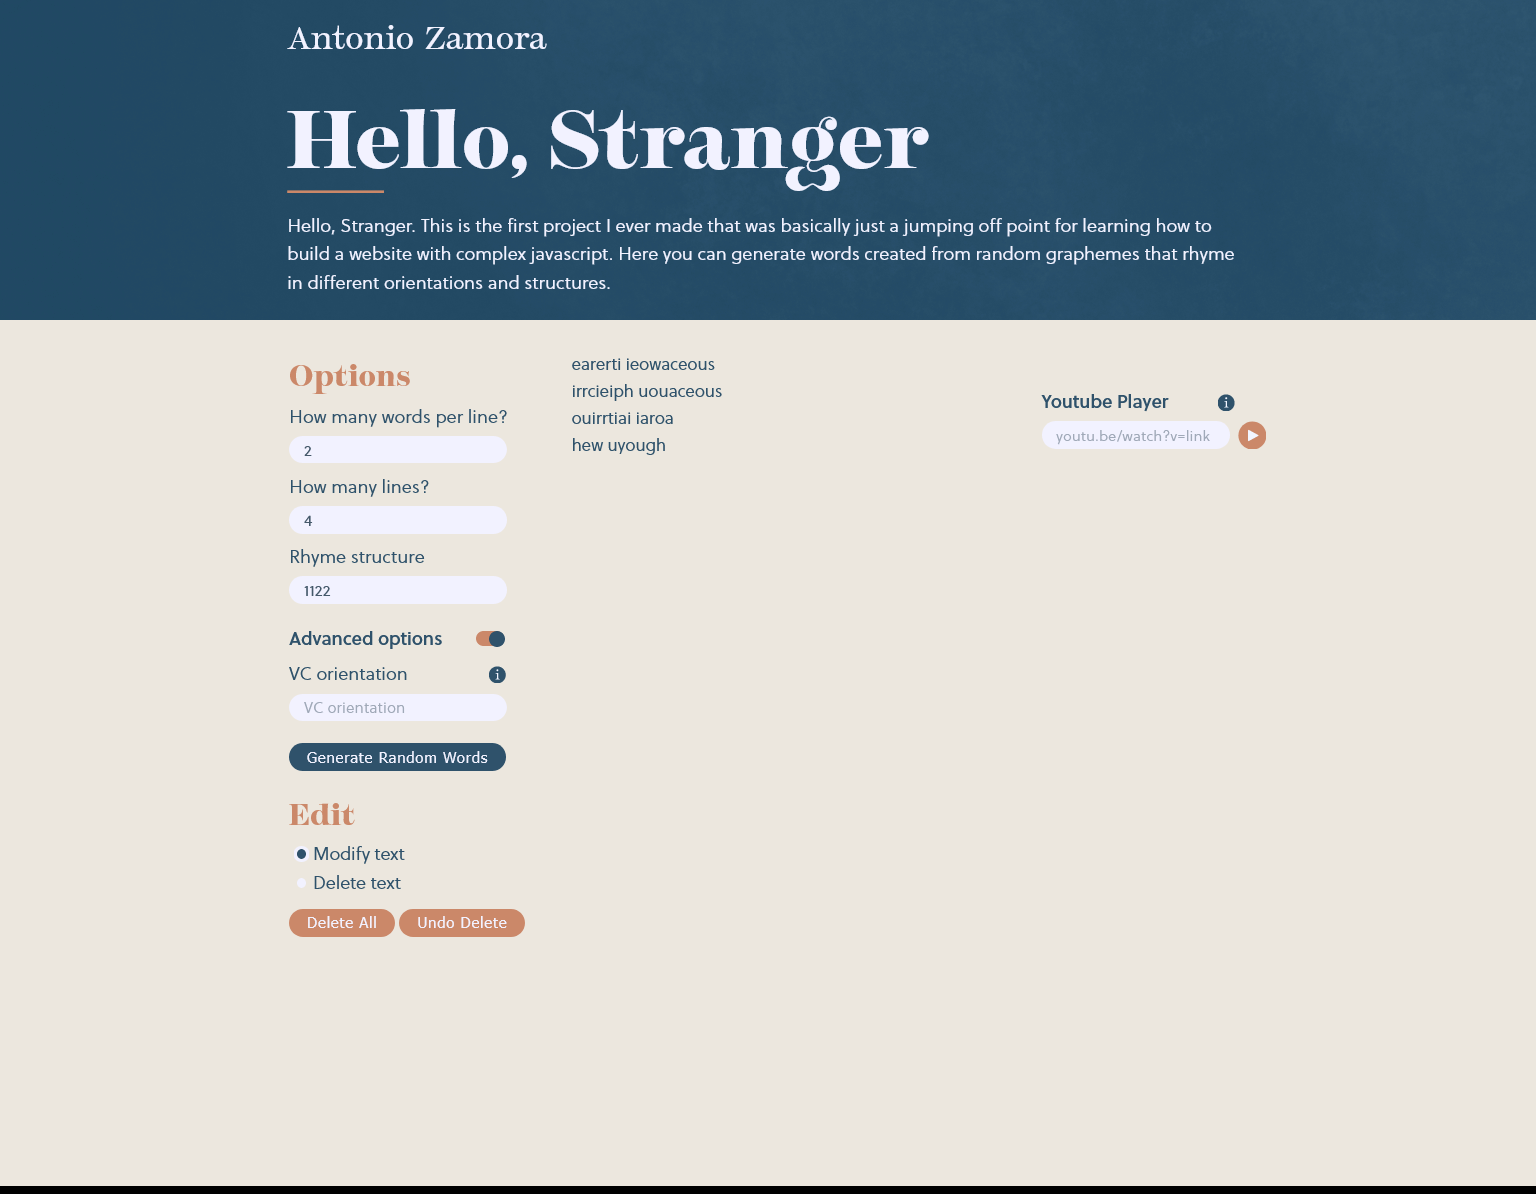 Antonio Zamora
Hello, Stranger
Hello, Stranger. This is the first project I ever made that was basically just a jumping off point for learning how to
build a website with complex javascript. Here you can generate words created from random graphemes that rhyme
in different orientations and structures.
Options
How many words per line?
2
How many lines?
4
Rhyme structure
1122
Advanced options
VC orientation
i
VC orientation
Generate Random Words
Edit
Modify text
Delete text
Delete All
Undo Delete
earerti ieowaceous
irrcieiph uouaceous
ouirrtiai iaroa
hew uyough
Youtube Player
i
youtu.be/watch?v=link